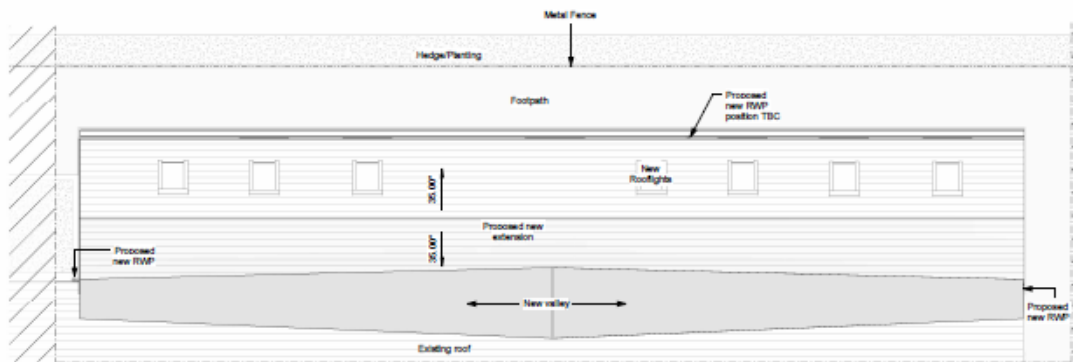 Metal Fence
Hedge/Planting
Footpath
Proposed
new RWP
position TBC
New
Rooflights
35.00°
Proposed new
extension
35.00°
Proposed
new RWP
New valley
Proposed
new RWP
Existing roof